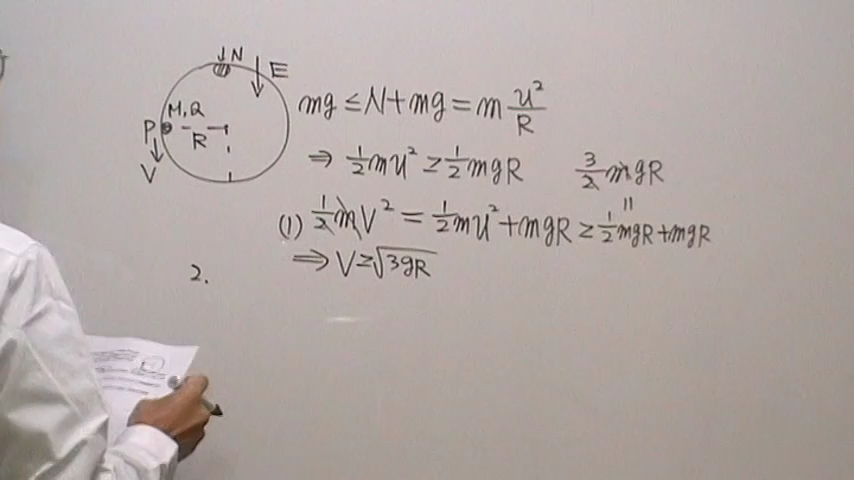 N E
mg ≤ N + mg = m u²/R
M, Q
P
R
V
⇒ ½mu² ≥ ½mgR
3/2 mgR
॥
(1) ½mV² = ½mu² + mgR ≥ ½mgR + mgR
⇒ V ≥ √3gR
2.